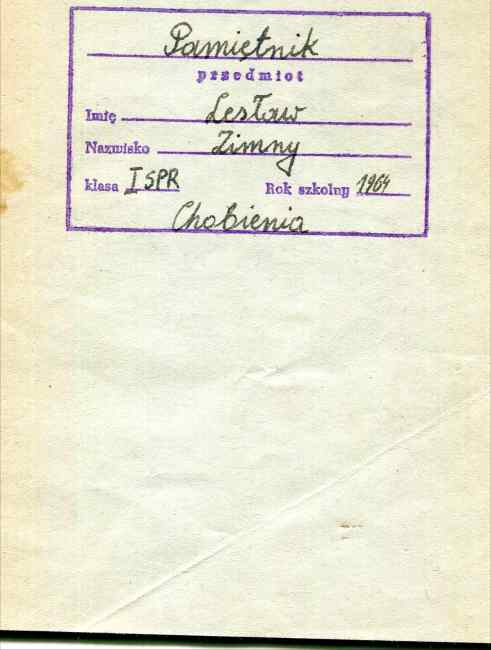 Pamiętnik
przedmiot
Imię Lesław
Nazwisko Zimny
klasa I SPR Rok szkolny 1964
Chobienia